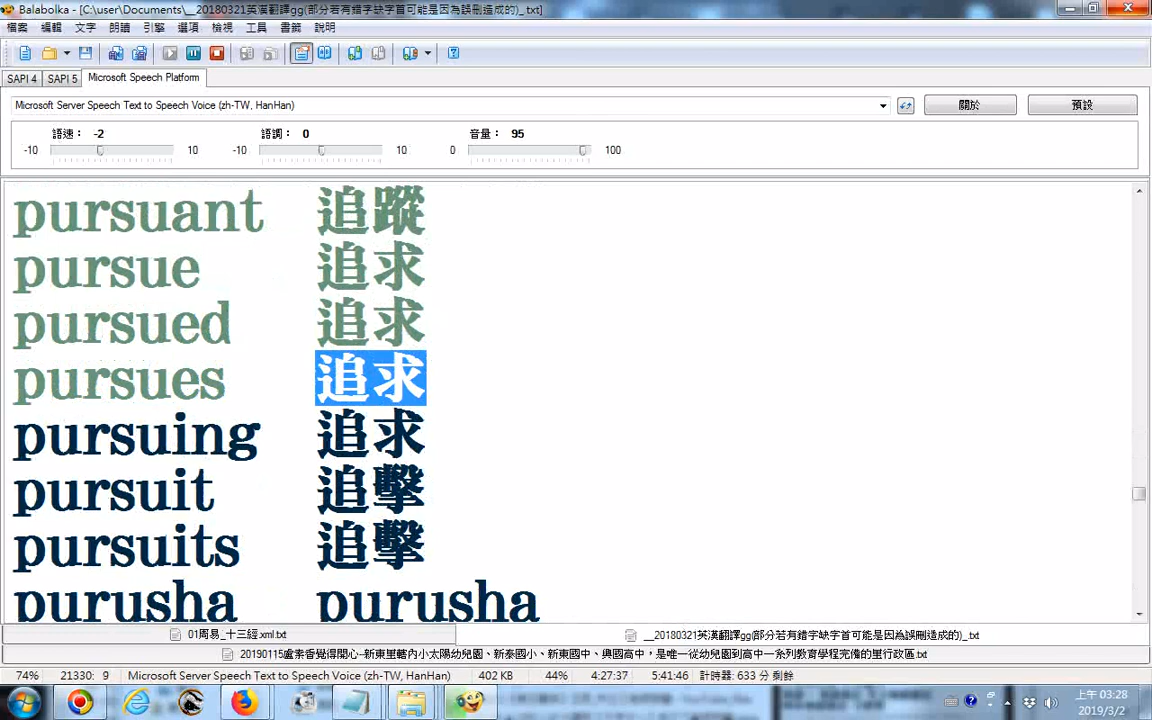 Balabolka - [C:\user\Documents\__20180321英漢翻譯gg(部分若有錯字缺字首可能是因為誤刪造成的)_.txt]
檔案 編輯 文字 朗讀 引擎 選項 檢視 工具 書籤 說明
SAPI 4 SAPI 5 Microsoft Speech Platform
Microsoft Server Speech Text to Speech Voice (zh-TW, HanHan) 關於 預設
語速： -2 語調： 0 音量： 95
-10 10 -10 10 0 100
pursuant 追蹤
pursue 追求
pursued 追求
pursues 追求
pursuing 追求
pursuit 追擊
pursuits 追擊
purusha purusha
01周易_十三經.xml.txt __20180321英漢翻譯gg(部分若有錯字缺字首可能是因為誤刪造成的)_.txt
20190115盧素香覺得開心--新東里轄內小太陽幼兒園、新泰國小、新東國中、興國高中，是唯一從幼兒園到高中一系列教育學程完備的里行政區.txt
74% 21330: 9 Microsoft Server Speech Text to Speech Voice (zh-TW, HanHan) 402 KB 44% 4:27:37 5:41:46 計時器: 633 分 剩餘
上午 03:28
2019/3/2